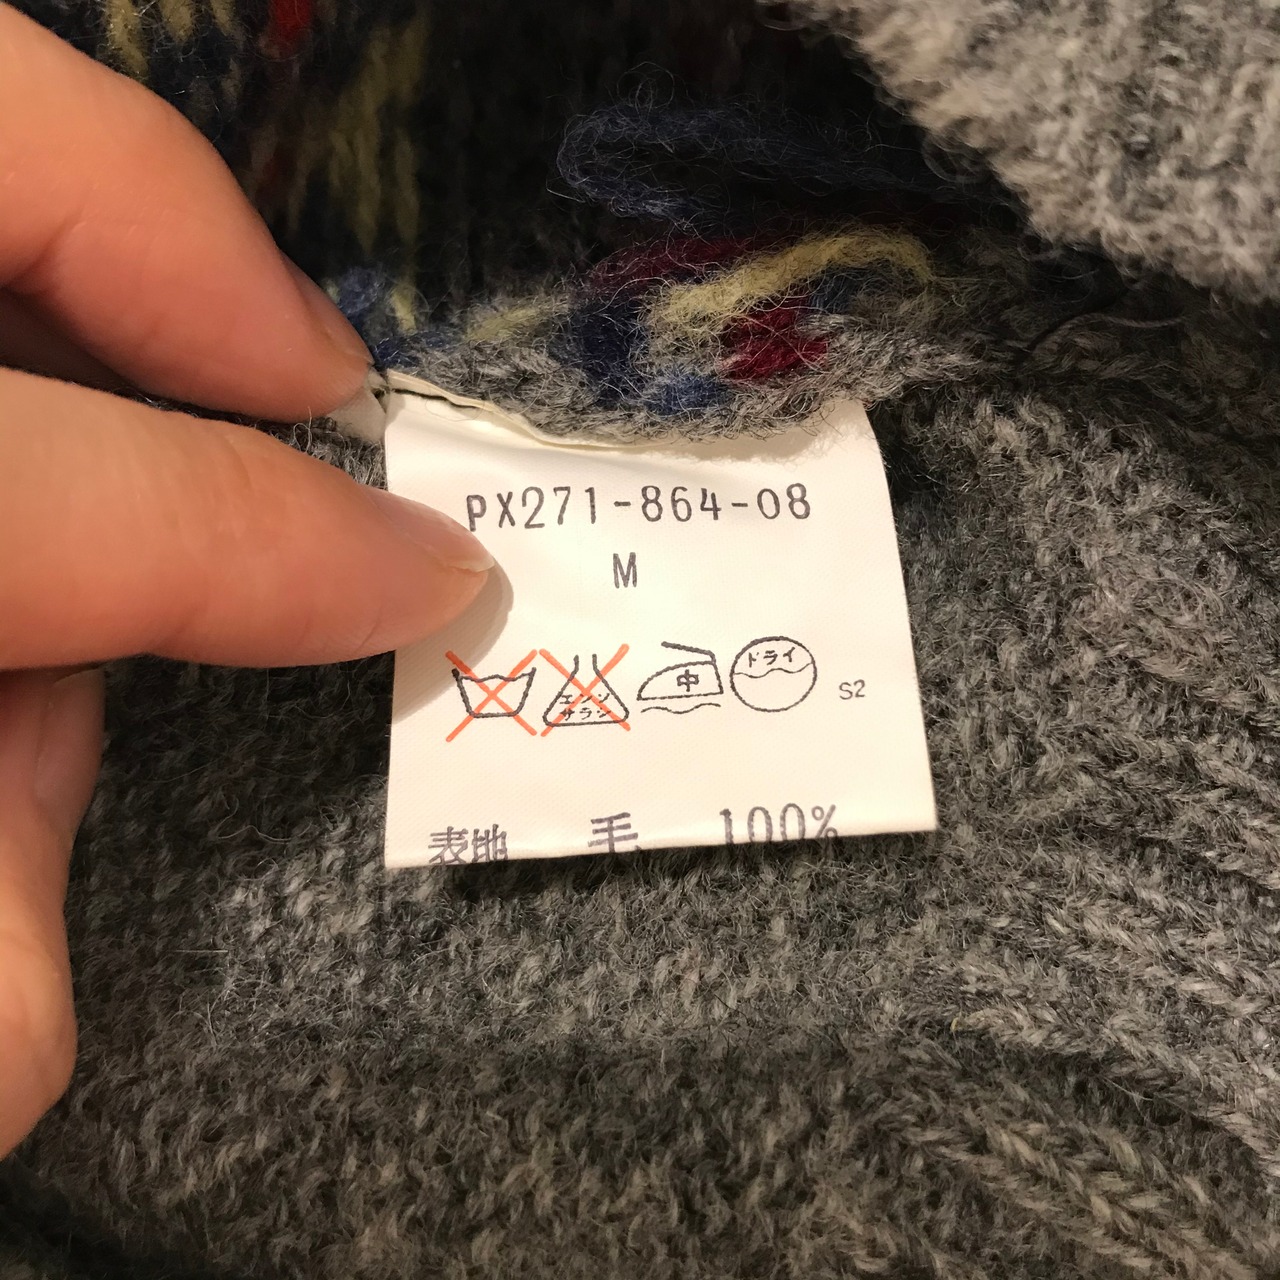 PX271-864-08
M
エンソ
サラシ
中
ドライ
S2
表地 毛 100%